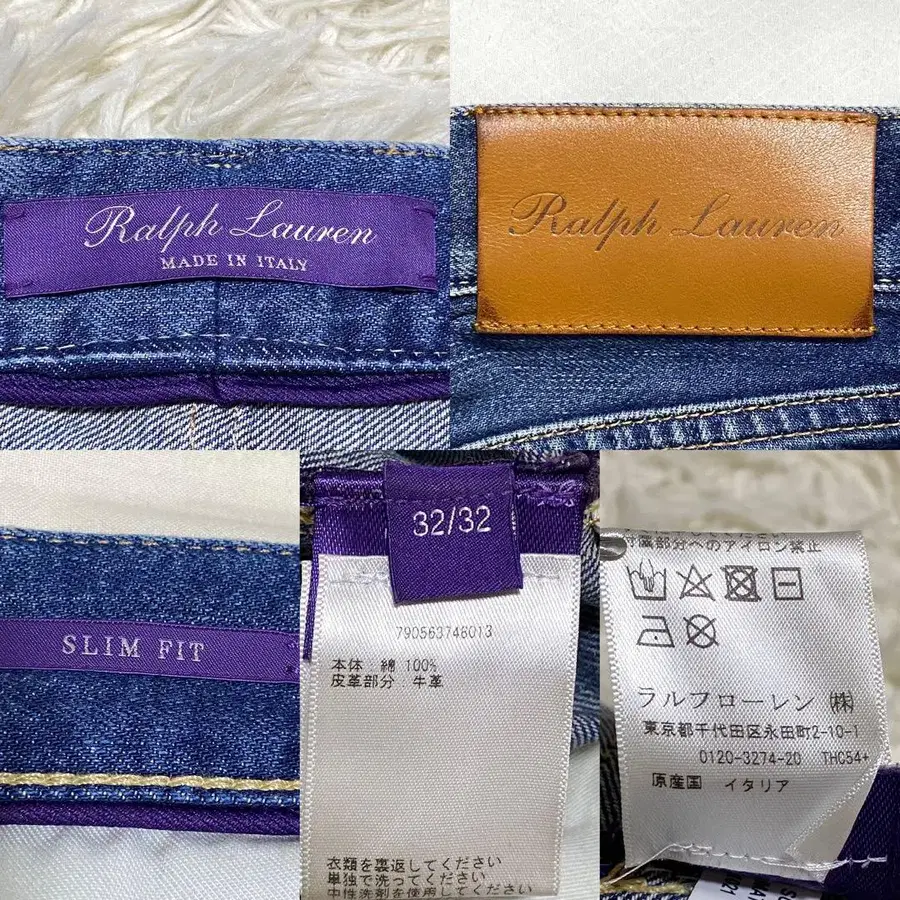 Ralph Lauren
MADE IN ITALY
Ralph Lauren
SLIM FIT
32/32
790563746013
本体：綿 100%
皮革部分：牛革
衣類を裏返してください
単独で洗ってください
中性洗剤を使用してください
付属部分へのアイロン禁止
ラルフローレン（株）
東京都千代田区永田町2-10-1
0120-3274-20 THC54+
原産国 イタリア